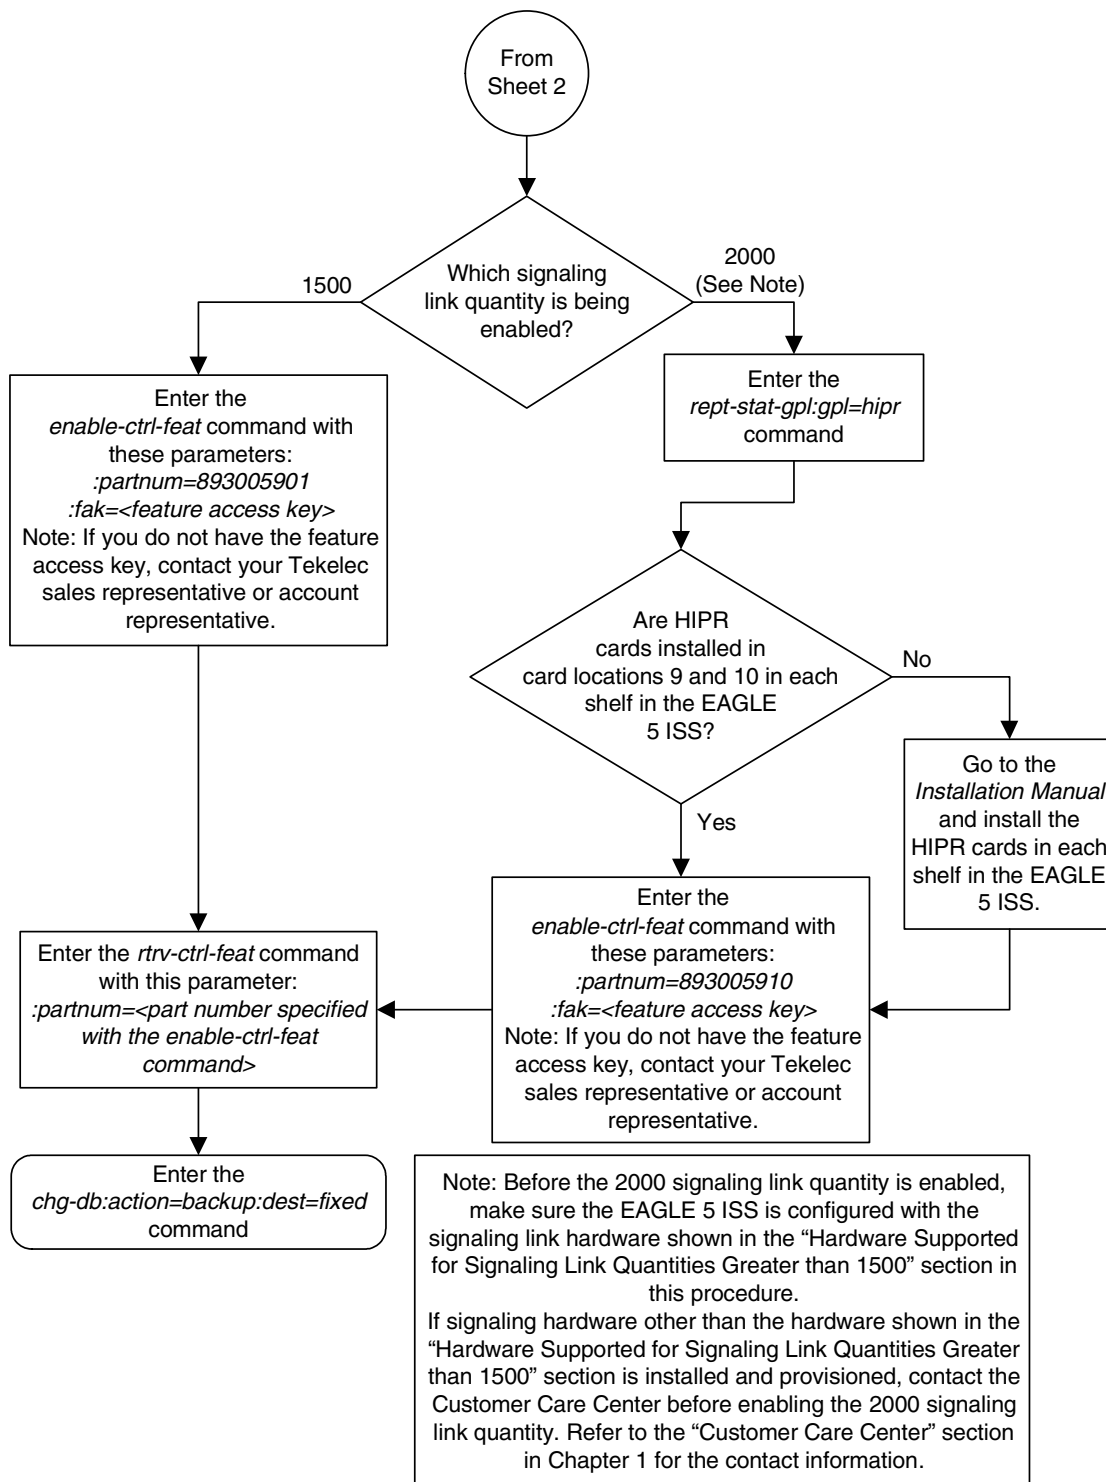 From
Sheet 2
Which signaling
link quantity is being
enabled?
1500
2000
(See Note)
Enter the
enable-ctrl-feat command with
these parameters:
:partnum=893005901
:fak=<feature access key>
Note: If you do not have the feature
access key, contact your Tekelec
sales representative or account
representative.
Enter the
rept-stat-gpl:gpl=hipr
command
Are HIPR
cards installed in
card locations 9 and 10 in each
shelf in the EAGLE
5 ISS?
No
Yes
Go to the
Installation Manual
and install the
HIPR cards in each
shelf in the EAGLE
5 ISS.
Enter the
enable-ctrl-feat command with
these parameters:
:partnum=893005910
:fak=<feature access key>
Note: If you do not have the feature
access key, contact your Tekelec
sales representative or account
representative.
Enter the rtrv-ctrl-feat command
with this parameter:
:partnum=<part number specified
with the enable-ctrl-feat
command>
Enter the
chg-db:action=backup:dest=fixed
command
Note: Before the 2000 signaling link quantity is enabled,
make sure the EAGLE 5 ISS is configured with the
signaling link hardware shown in the “Hardware Supported
for Signaling Link Quantities Greater than 1500” section in
this procedure.
If signaling hardware other than the hardware shown in the
“Hardware Supported for Signaling Link Quantities Greater
than 1500” section is installed and provisioned, contact the
Customer Care Center before enabling the 2000 signaling
link quantity. Refer to the “Customer Care Center” section
in Chapter 1 for the contact information.